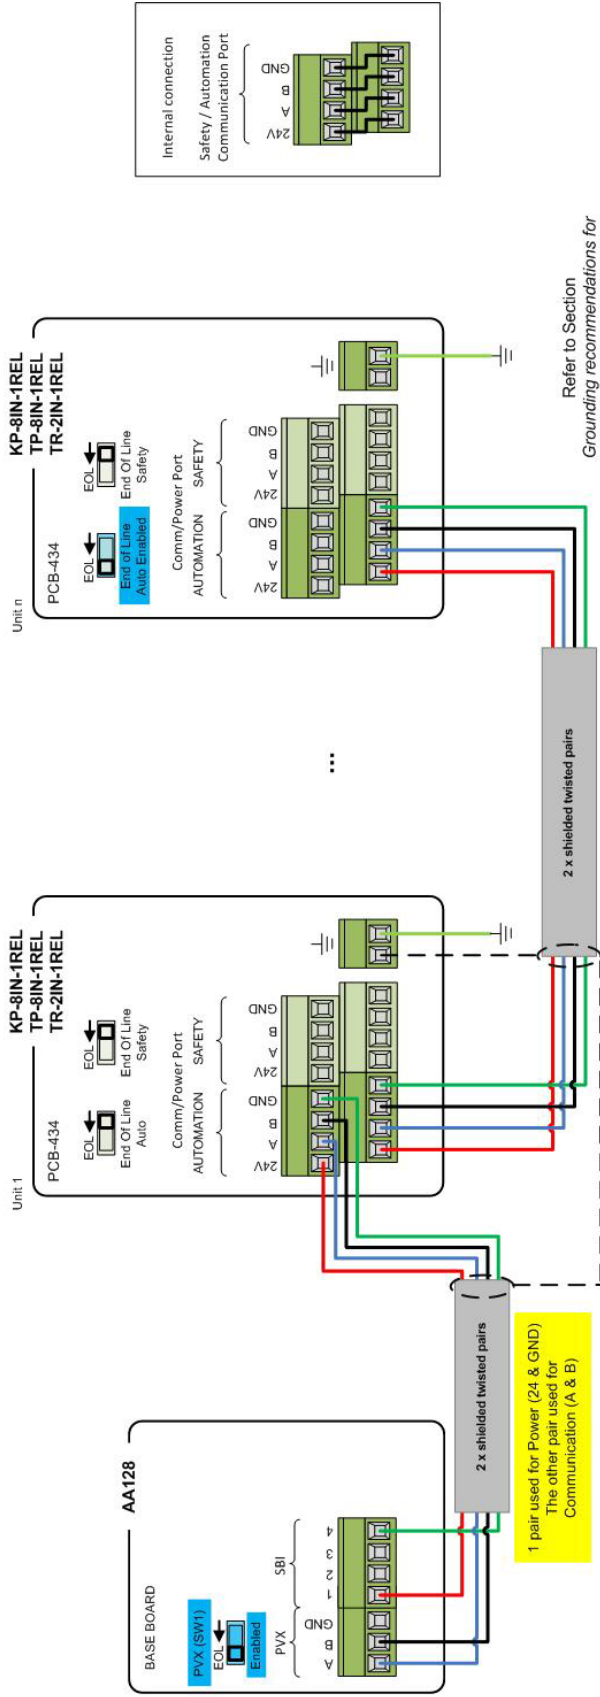 AA128
BASE BOARD
PVX (SW1)
EOL
Enabled
PVX
SBI
A
B
GND
1
2
3
4
2 x shielded twisted pairs
1 pair used for Power (24 & GND)
The other pair used for
Communication (A & B)
Unit 1
KP-8IN-1REL
TP-8IN-1REL
TR-2IN-1REL
PCB-434
EOL
End Of Line
Auto
EOL
End Of Line
Safety
Comm/Power Port
AUTOMATION
SAFETY
24V
A
B
GND
24V
A
B
GND
...
2 x shielded twisted pairs
Unit n
KP-8IN-1REL
TP-8IN-1REL
TR-2IN-1REL
PCB-434
EOL
End of Line
Auto Enabled
EOL
End Of Line
Safety
Comm/Power Port
AUTOMATION
SAFETY
24V
A
B
GND
24V
A
B
GND
Refer to Section
Grounding recommendations for
Internal connection
Safety / Automation
Communication Port
24V
A
B
GND